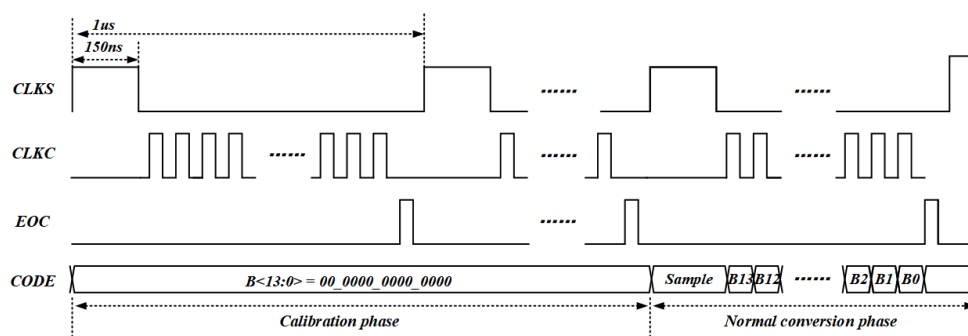 1us
150ns
CLKS
CLKC
EOC
CODE
B<13:0> = 00_0000_0000_0000
Sample
B13
B12
B2
B1
B0
Calibration phase
Normal conversion phase